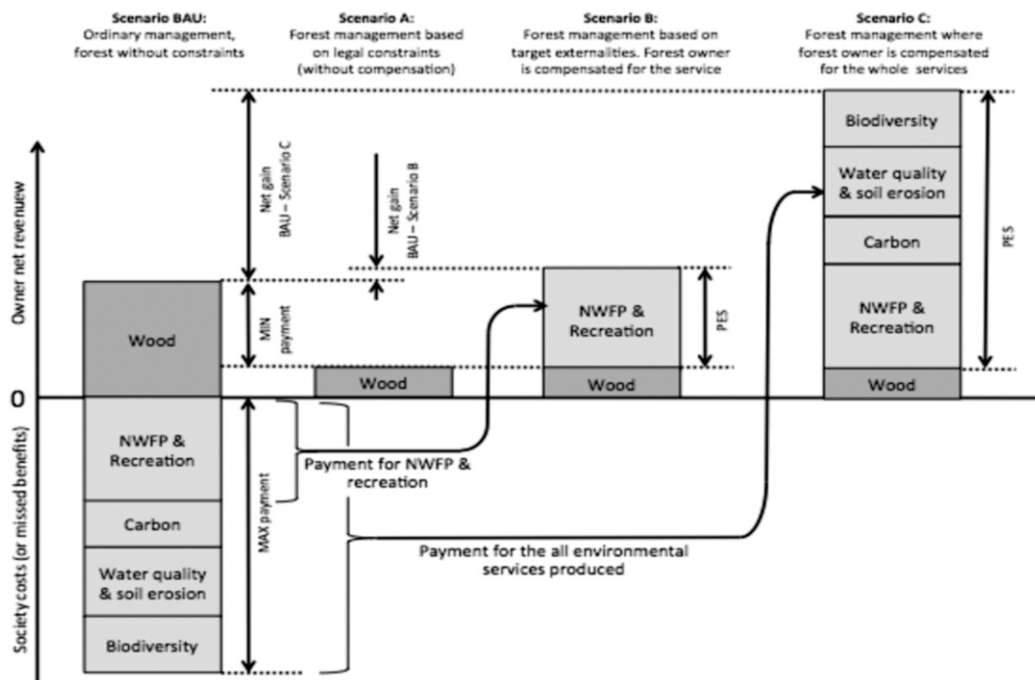 Scenario BAU:
Ordinary management,
forest without constraints
Scenario A:
Forest management based
on legal constraints
(without compensation)
Scenario B:
Forest management based on
target externalities. Forest owner
is compensated for the service
Scenario C:
Forest management where
forest owner is compensated
for the whole services
Owner net revenuew
0
Society costs (or missed benefits)
Wood
NWFP &
Recreation
Carbon
Water quality
& soil erosion
Biodiversity
Net gain
BAU – Scenario C
MIN
payment
MAX payment
Net gain
BAU – Scenario B
Wood
Payment for NWFP &
recreation
Payment for the all environmental
services produced
NWFP &
Recreation
Wood
PES
Biodiversity
Water quality
& soil erosion
Carbon
NWFP &
Recreation
Wood
PES